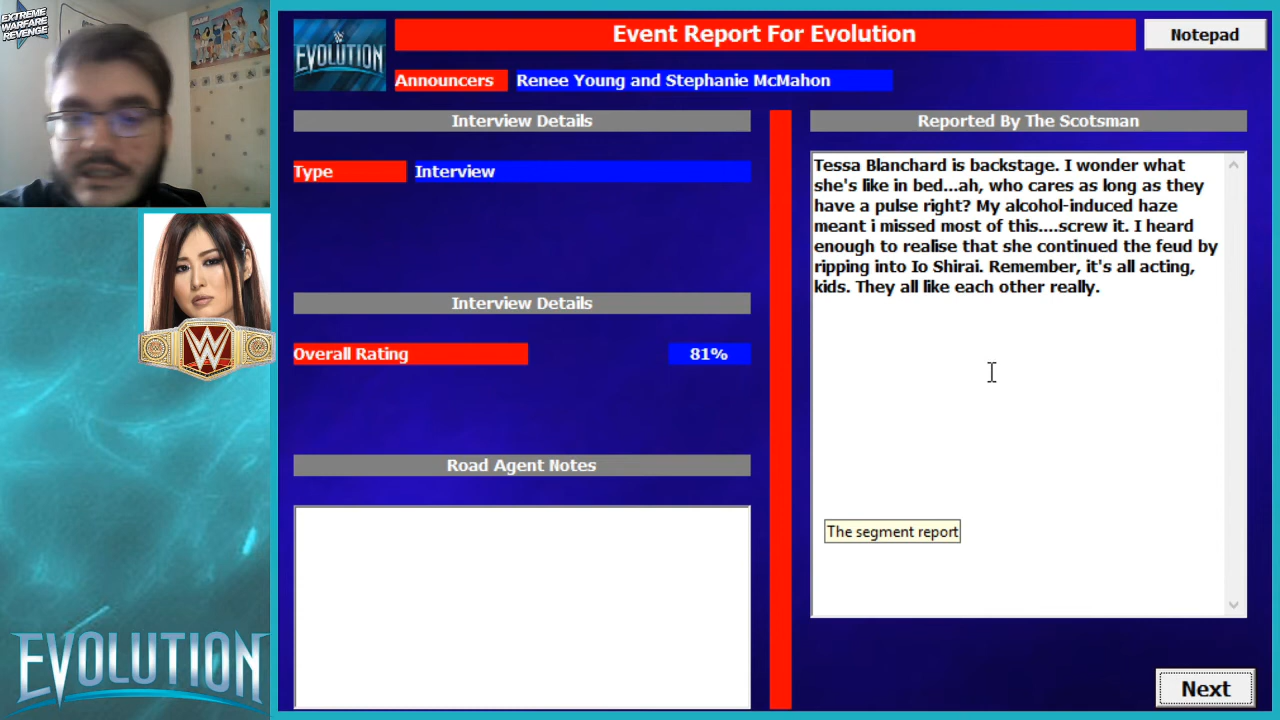 EXTREME
WARFARE
REVENGE
W
EVOLUTION
Event Report For Evolution
Notepad
Announcers
Renee Young and Stephanie McMahon
Interview Details
Type
Interview
Interview Details
Overall Rating
81%
Road Agent Notes
Reported By The Scotsman
Tessa Blanchard is backstage. I wonder what
she's like in bed...ah, who cares as long as they
have a pulse right? My alcohol-induced haze
meant i missed most of this....screw it. I heard
enough to realise that she continued the feud by
ripping into Io Shirai. Remember, it's all acting,
kids. They all like each other really.
The segment report
Next
W
EVOLUTION